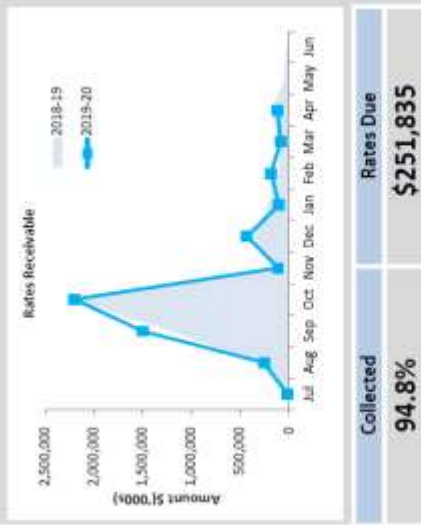 Rates Receivable
2018-19
2019-20
Amount $('000s)
2,500,000
2,000,000
1,500,000
1,000,000
500,000
0
Jul Aug Sep Oct Nov Dec Jan Feb Mar Apr May Jun
Collected Rates Due
94.8% $251,835